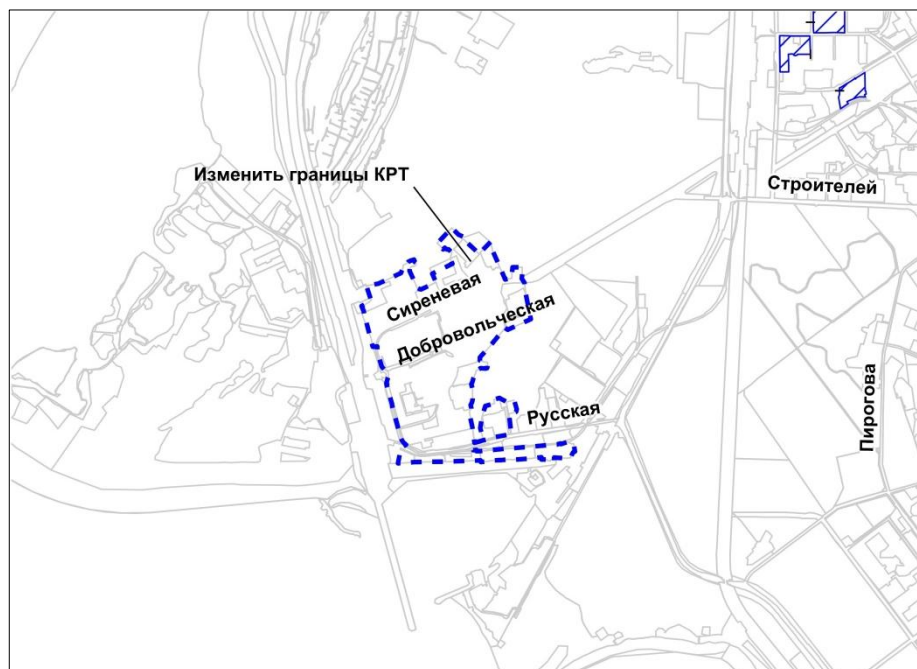 Строителей
Изменить границы КРТ
Сиреневая
Добровольческая
Русская
Пирогова